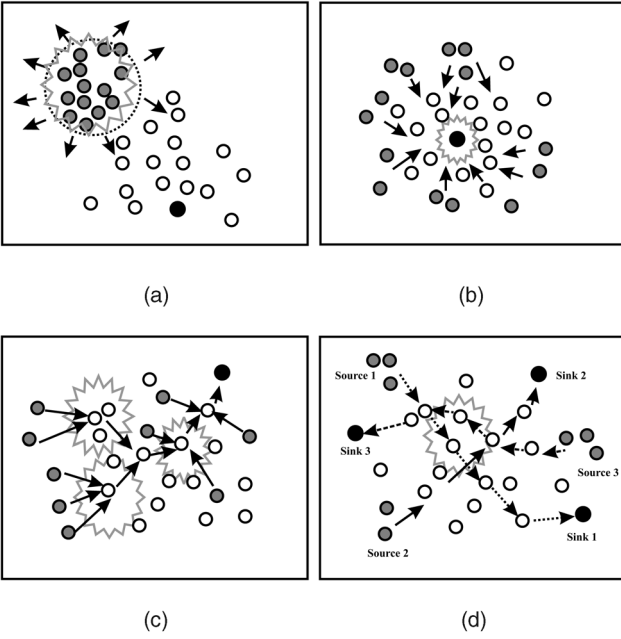 (a)
(b)
Source 1
Sink 2
Sink 3
Source 3
Source 2
Sink 1
(c)
(d)